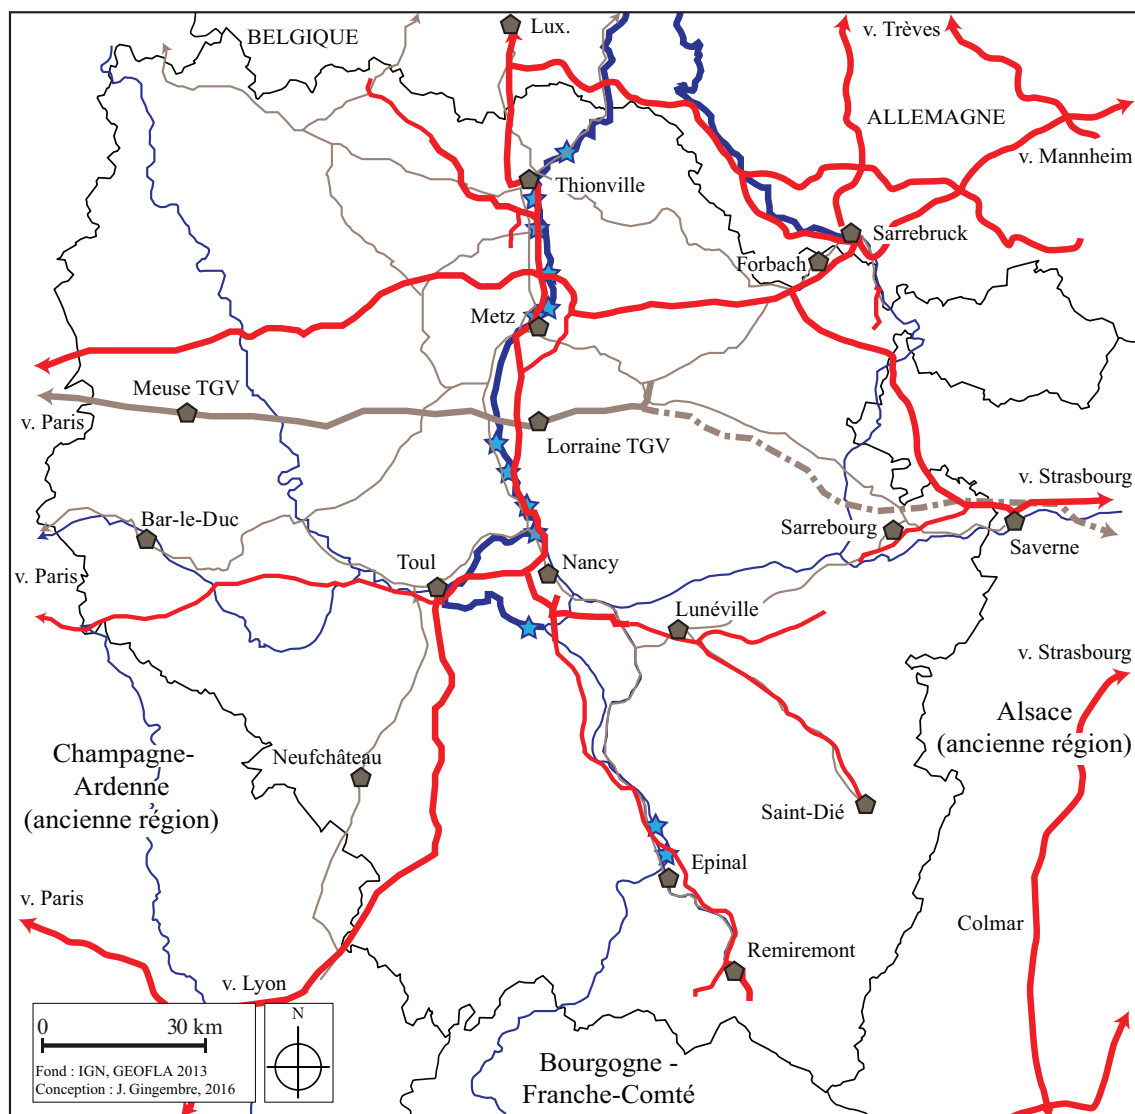 BELGIQUE
Lux.
v. Trèves
ALLEMAGNE
v. Mannheim
Thionville
Sarrebruck
Forbach
Metz
Meuse TGV
v. Paris
Lorraine TGV
v. Strasbourg
Bar-le-Duc
Sarrebourg
Saverne
Toul
Nancy
v. Paris
Lunéville
v. Strasbourg
Alsace
(ancienne région)
Champagne-
Ardenne
(ancienne région)
Neufchâteau
Saint-Dié
Epinal
v. Paris
Colmar
Remiremont
v. Lyon
0 30 km
Fond : IGN, GEOFLA 2013
Conception : J. Gingembre, 2016
N
Bourgogne -
Franche-Comté